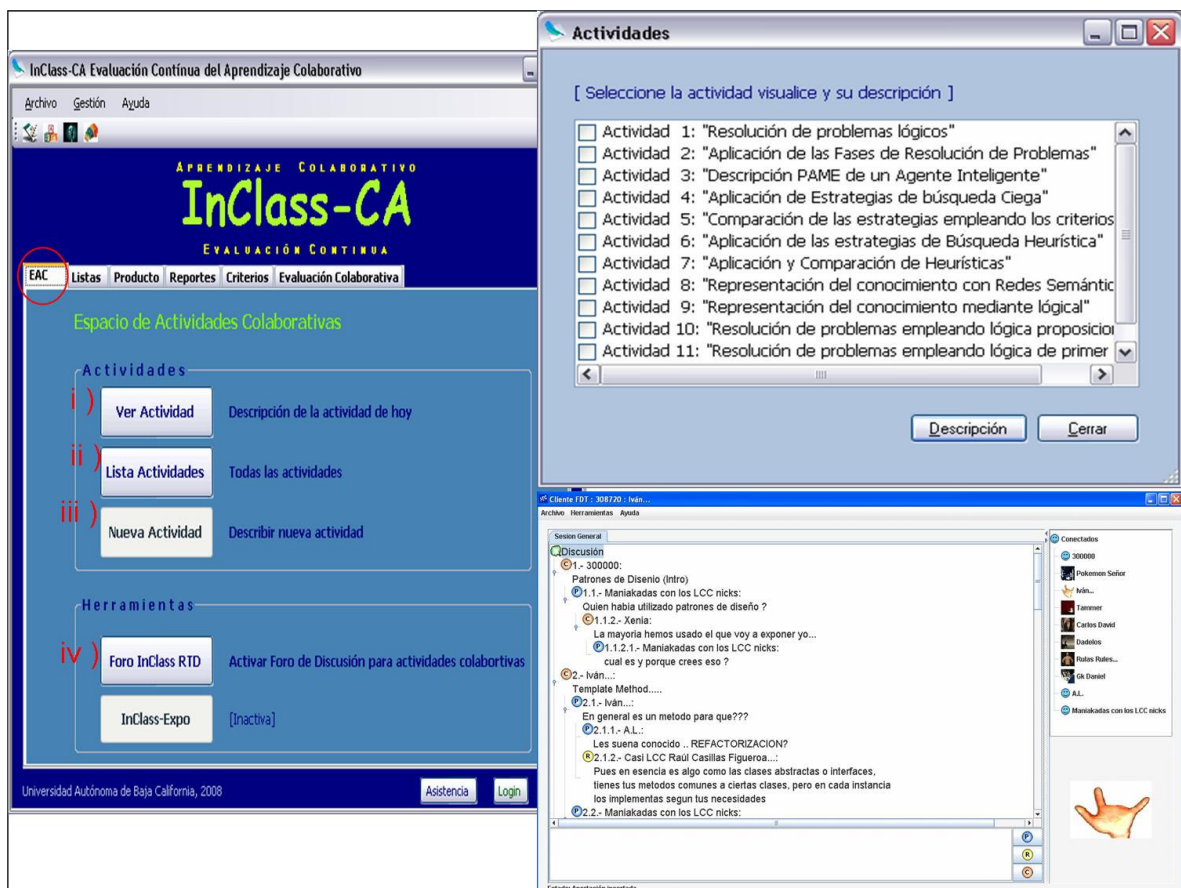 InClass-CA Evaluación Contínua del Aprendizaje Colaborativo
Archivo Gestión Ayuda
APRENDIZAJE COLABORATIVO
InClass-CA
EVALUACIÓN CONTINUA
EAC Listas Producto Reportes Criterios Evaluación Colaborativa
Espacio de Actividades Colaborativas
Actividades
i ) Ver Actividad Descripción de la actividad de hoy
ii ) Lista Actividades Todas las actividades
iii ) Nueva Actividad Describir nueva actividad
Herramientas
iv ) Foro InClass RTD Activar Foro de Discusión para actividades colabortivas
InClass-Expo [Inactiva]
Universidad Autónoma de Baja California, 2008 Asistencia Login
Actividades
[ Seleccione la actividad visualice y su descripción ]
Actividad 1: "Resolución de problemas lógicos"
Actividad 2: "Aplicación de las Fases de Resolución de Problemas"
Actividad 3: "Descripción PAME de un Agente Inteligente"
Actividad 4: "Aplicación de Estrategias de búsqueda Ciega"
Actividad 5: "Comparación de las estrategias empleando los criterios
Actividad 6: "Aplicación de las estrategias de Búsqueda Heurística"
Actividad 7: "Aplicación y Comparación de Heurísticas"
Actividad 8: "Representación del conocimiento con Redes Semántic
Actividad 9: "Representación del conocimiento mediante lógical"
Actividad 10: "Resolución de problemas empleando lógica proposicior
Actividad 11: "Resolución de problemas empleando lógica de primer
Descripción Cerrar
Cliente FDT : 308720 : Iván...
Archivo Herramientas Ayuda
Sesion General
Discusión
C 1.- 300000:
Patrones de Disenio (Intro)
P 1.1.- Maniakadas con los LCC nicks:
Quien habia utilizado patrones de diseño ?
C 1.1.2.- Xenia:
La mayoria hemos usado el que voy a exponer yo...
P 1.1.2.1.- Maniakadas con los LCC nicks:
cual es y porque crees eso ?
C 2.- Iván...:
Template Method.....
P 2.1.- Iván...:
En general es un metodo para que???
P 2.1.1.- A.L.:
Les suena conocido .. REFACTORIZACION?
R 2.1.2.- Casi LCC Raúl Casillas Figueroa...:
Pues en esencia es algo como las clases abstractas o interfaces,
tienes tus metodos comunes a ciertas clases, pero en cada instancia
los implementas segun tus necesidades
P 2.2.- Maniakadas con los LCC nicks:
P
R
C
Conectados
300000
Pokemon Señor
Iván...
Tammer
Carlos David
Dadelos
Rulas Rules...
Gk Daniel
A.L.
Maniakadas con los LCC nicks